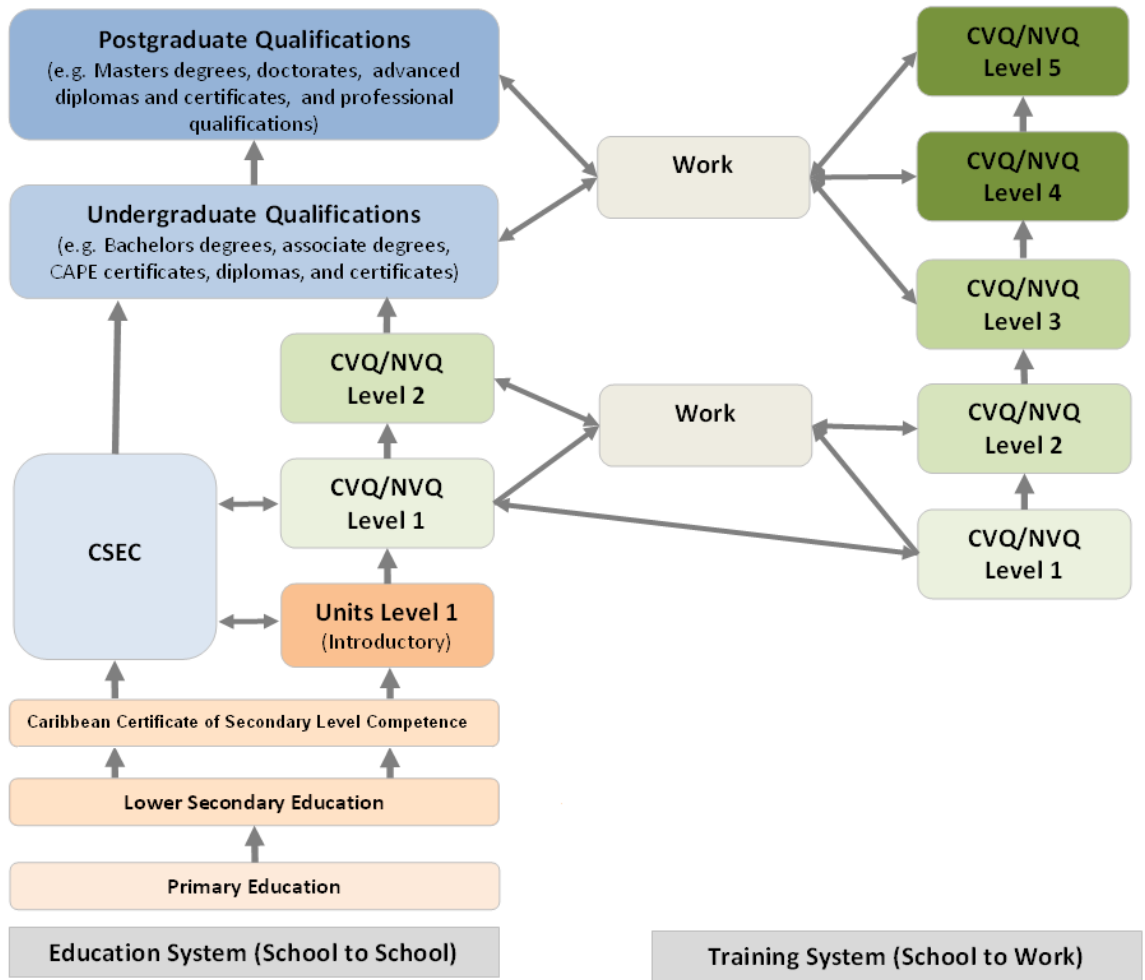 Postgraduate Qualifications
(e.g. Masters degrees, doctorates, advanced
diplomas and certificates, and professional
qualifications)
CVQ/NVQ
Level 5
Work
CVQ/NVQ
Level 4
Undergraduate Qualifications
(e.g. Bachelors degrees, associate degrees,
CAPE certificates, diplomas, and certificates)
CVQ/NVQ
Level 3
CVQ/NVQ
Level 2
Work
CVQ/NVQ
Level 2
CSEC
CVQ/NVQ
Level 1
CVQ/NVQ
Level 1
Units Level 1
(Introductory)
Caribbean Certificate of Secondary Level Competence
Lower Secondary Education
Primary Education
Education System (School to School)
Training System (School to Work)